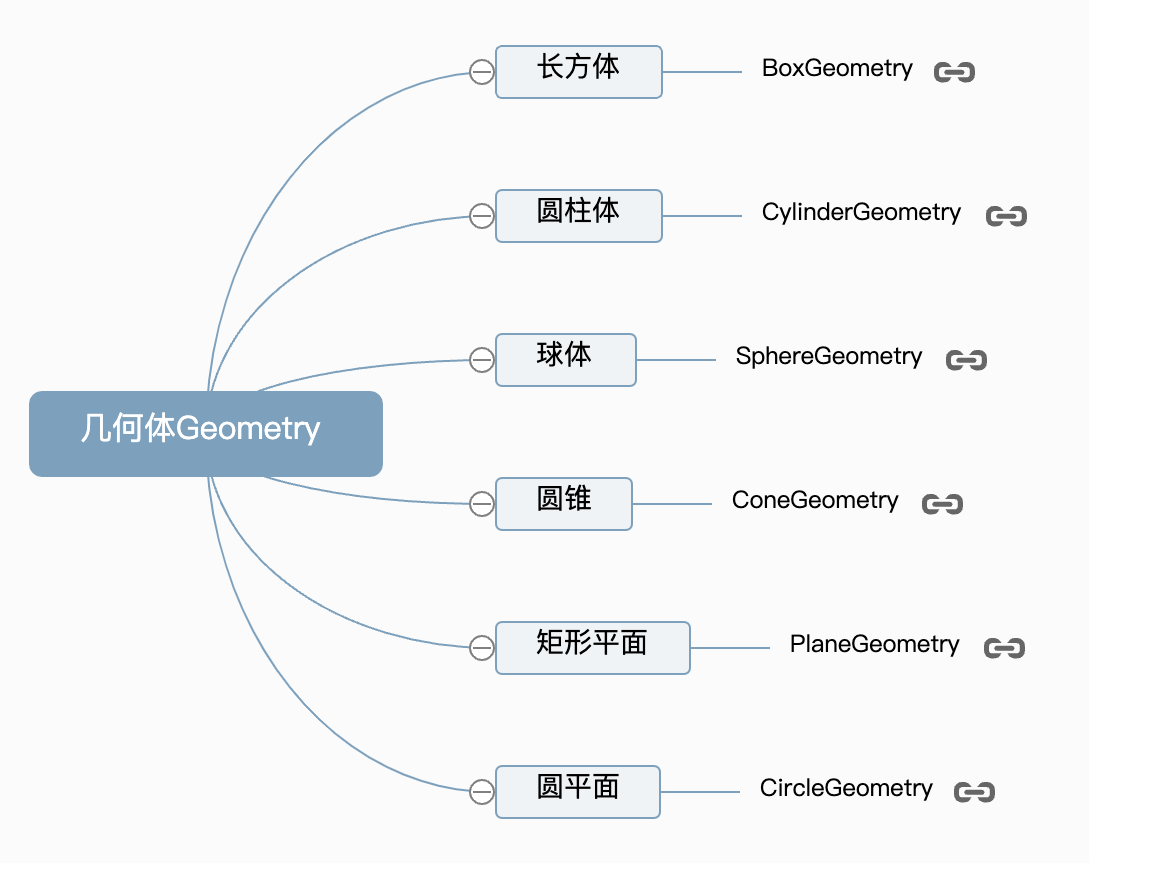 长方体 BoxGeometry
圆柱体 CylinderGeometry
球体 SphereGeometry
几何体Geometry
圆锥 ConeGeometry
矩形平面 PlaneGeometry
圆平面 CircleGeometry